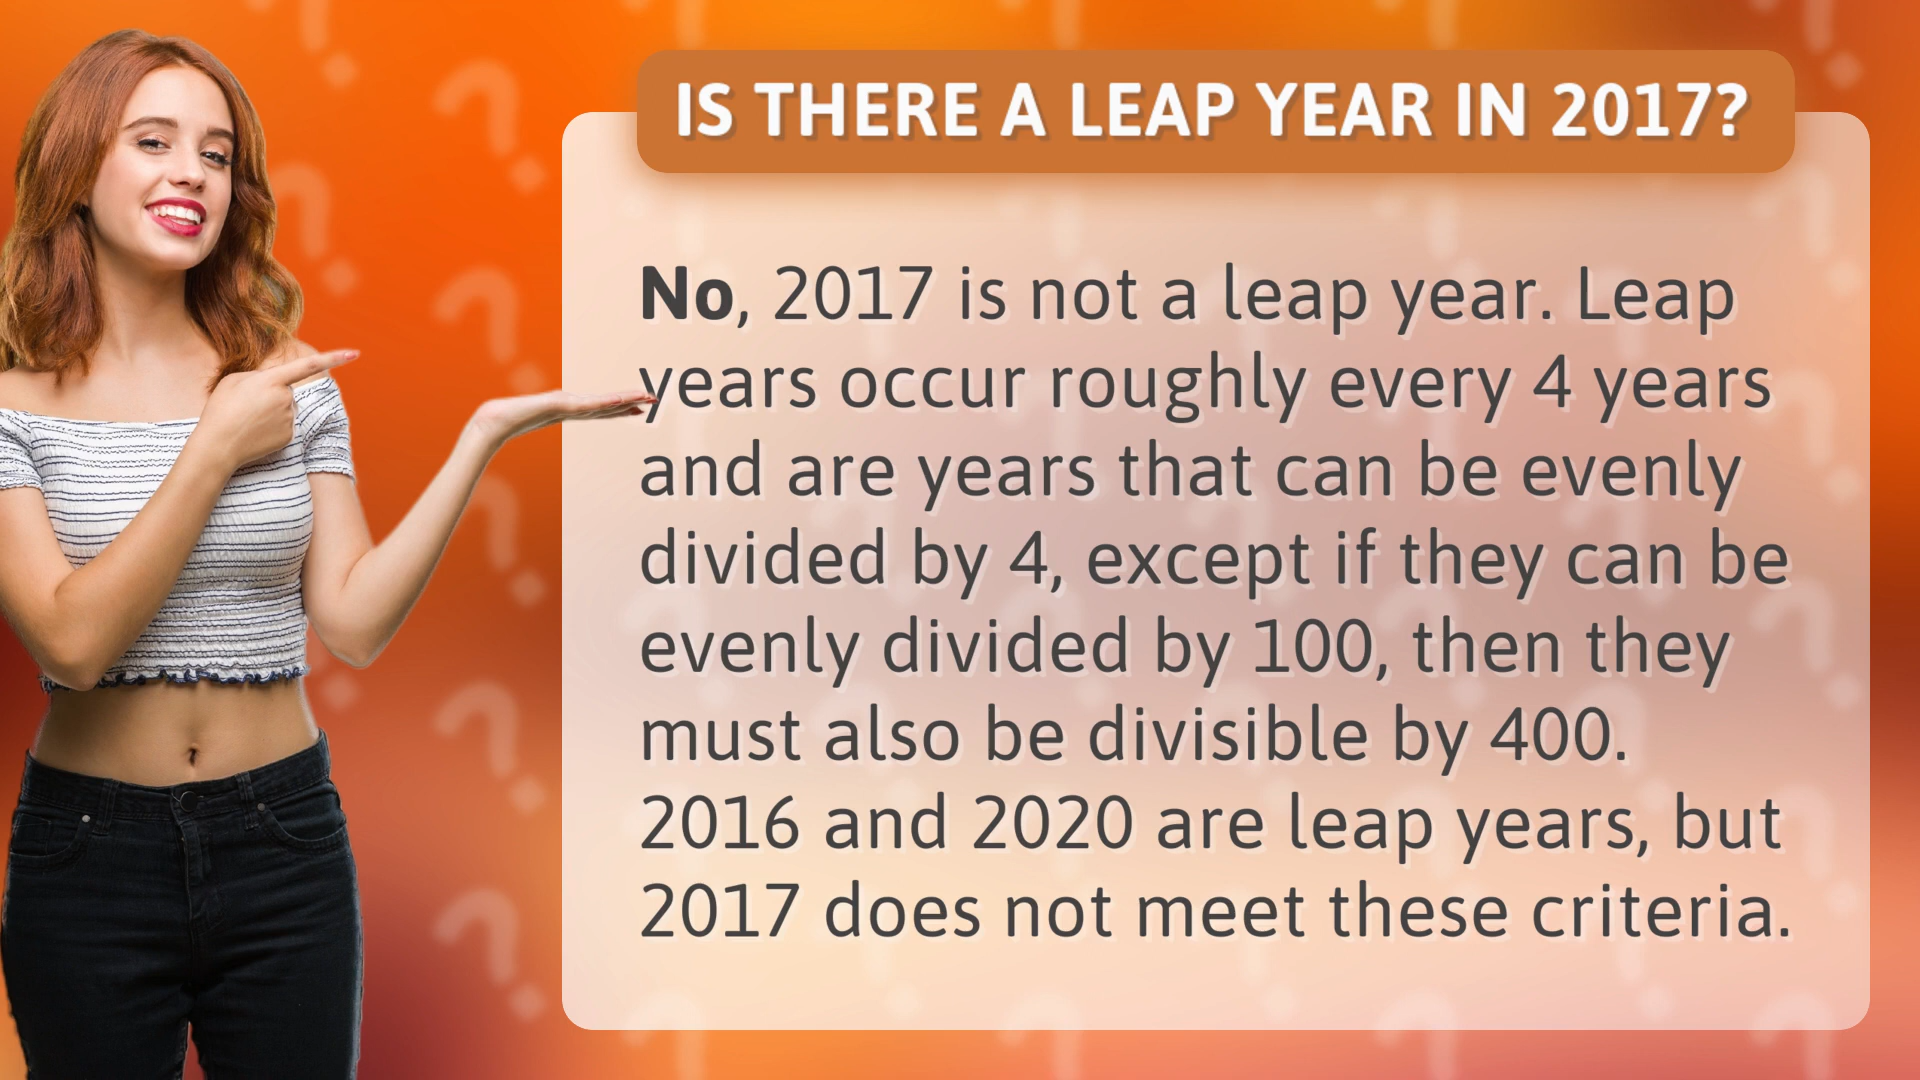 IS THERE A LEAP YEAR IN 2017?
No, 2017 is not a leap year. Leap
years occur roughly every 4 years
and are years that can be evenly
divided by 4, except if they can be
evenly divided by 100, then they
must also be divisible by 400.
2016 and 2020 are leap years, but
2017 does not meet these criteria.